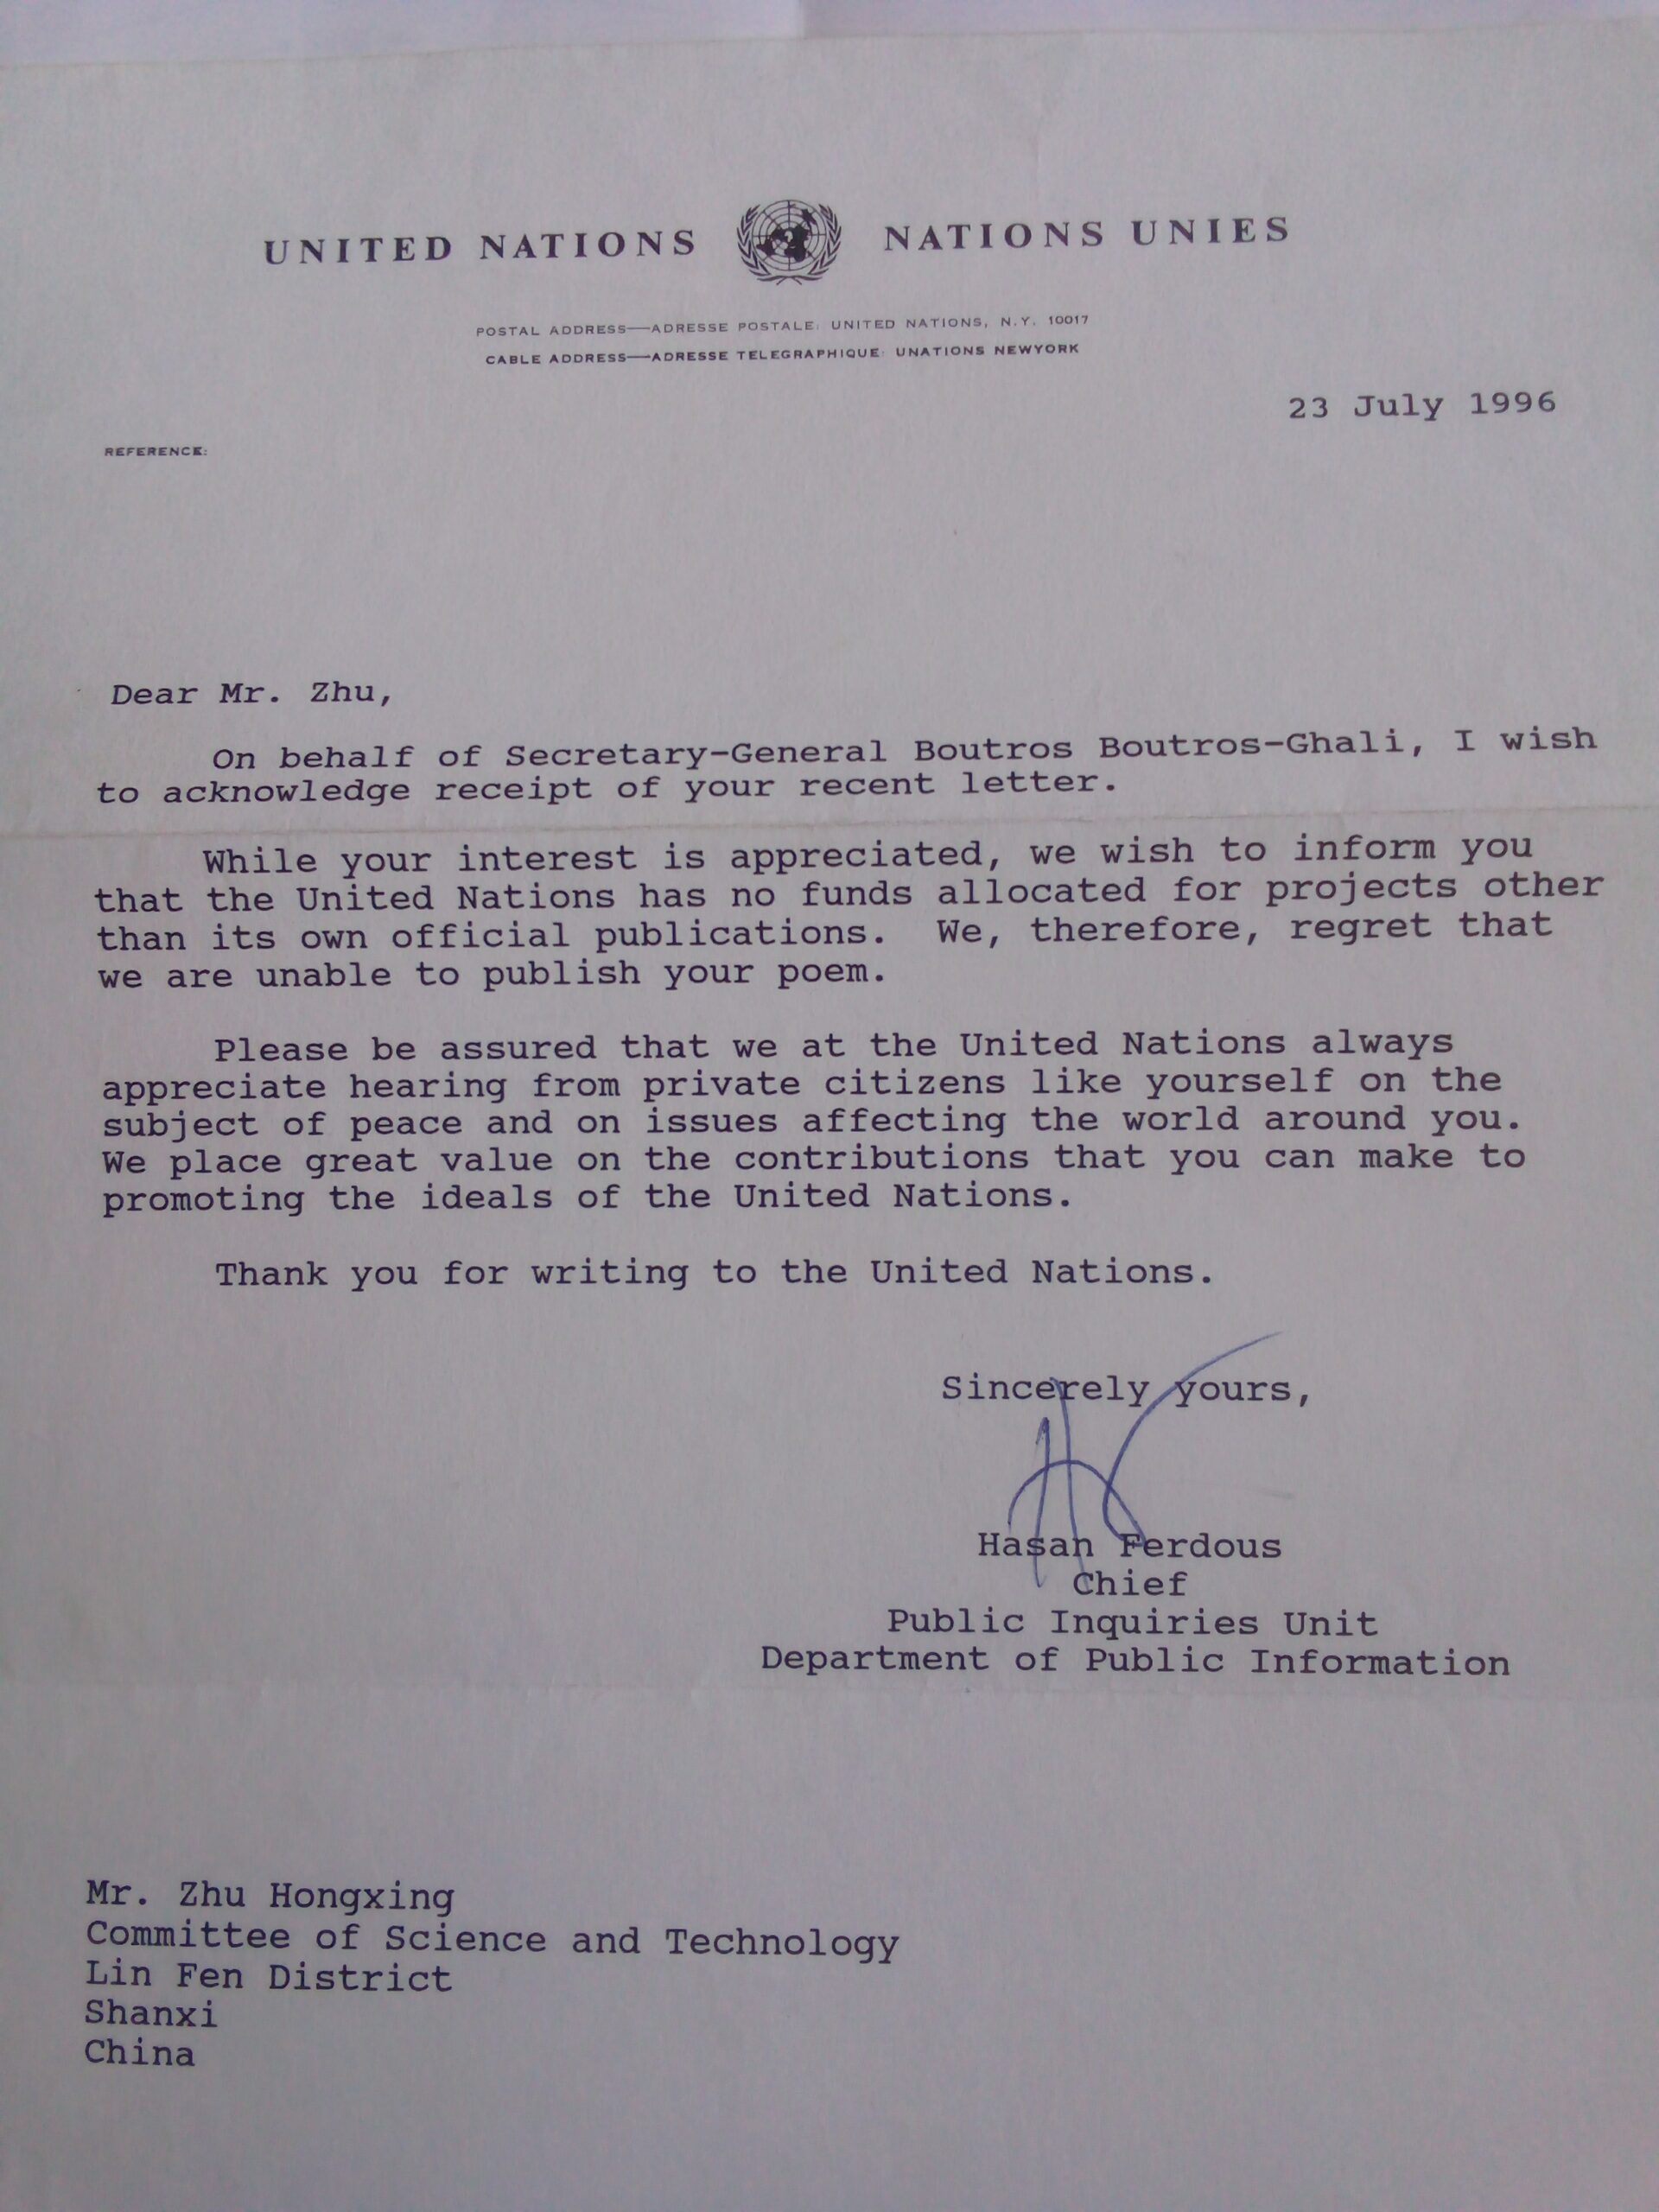 UNITED NATIONS NATIONS UNIES
POSTAL ADDRESS—ADRESSE POSTALE: UNITED NATIONS, N.Y. 10017
CABLE ADDRESS—ADRESSE TELEGRAPHIQUE: UNATIONS NEWYORK
23 July 1996
REFERENCE:
Dear Mr. Zhu,
On behalf of Secretary-General Boutros Boutros-Ghali, I wish
to acknowledge receipt of your recent letter.
While your interest is appreciated, we wish to inform you
that the United Nations has no funds allocated for projects other
than its own official publications. We, therefore, regret that
we are unable to publish your poem.
Please be assured that we at the United Nations always
appreciate hearing from private citizens like yourself on the
subject of peace and on issues affecting the world around you.
We place great value on the contributions that you can make to
promoting the ideals of the United Nations.
Thank you for writing to the United Nations.
Sincerely yours,
Hasan Ferdous
Chief
Public Inquiries Unit
Department of Public Information
Mr. Zhu Hongxing
Committee of Science and Technology
Lin Fen District
Shanxi
China